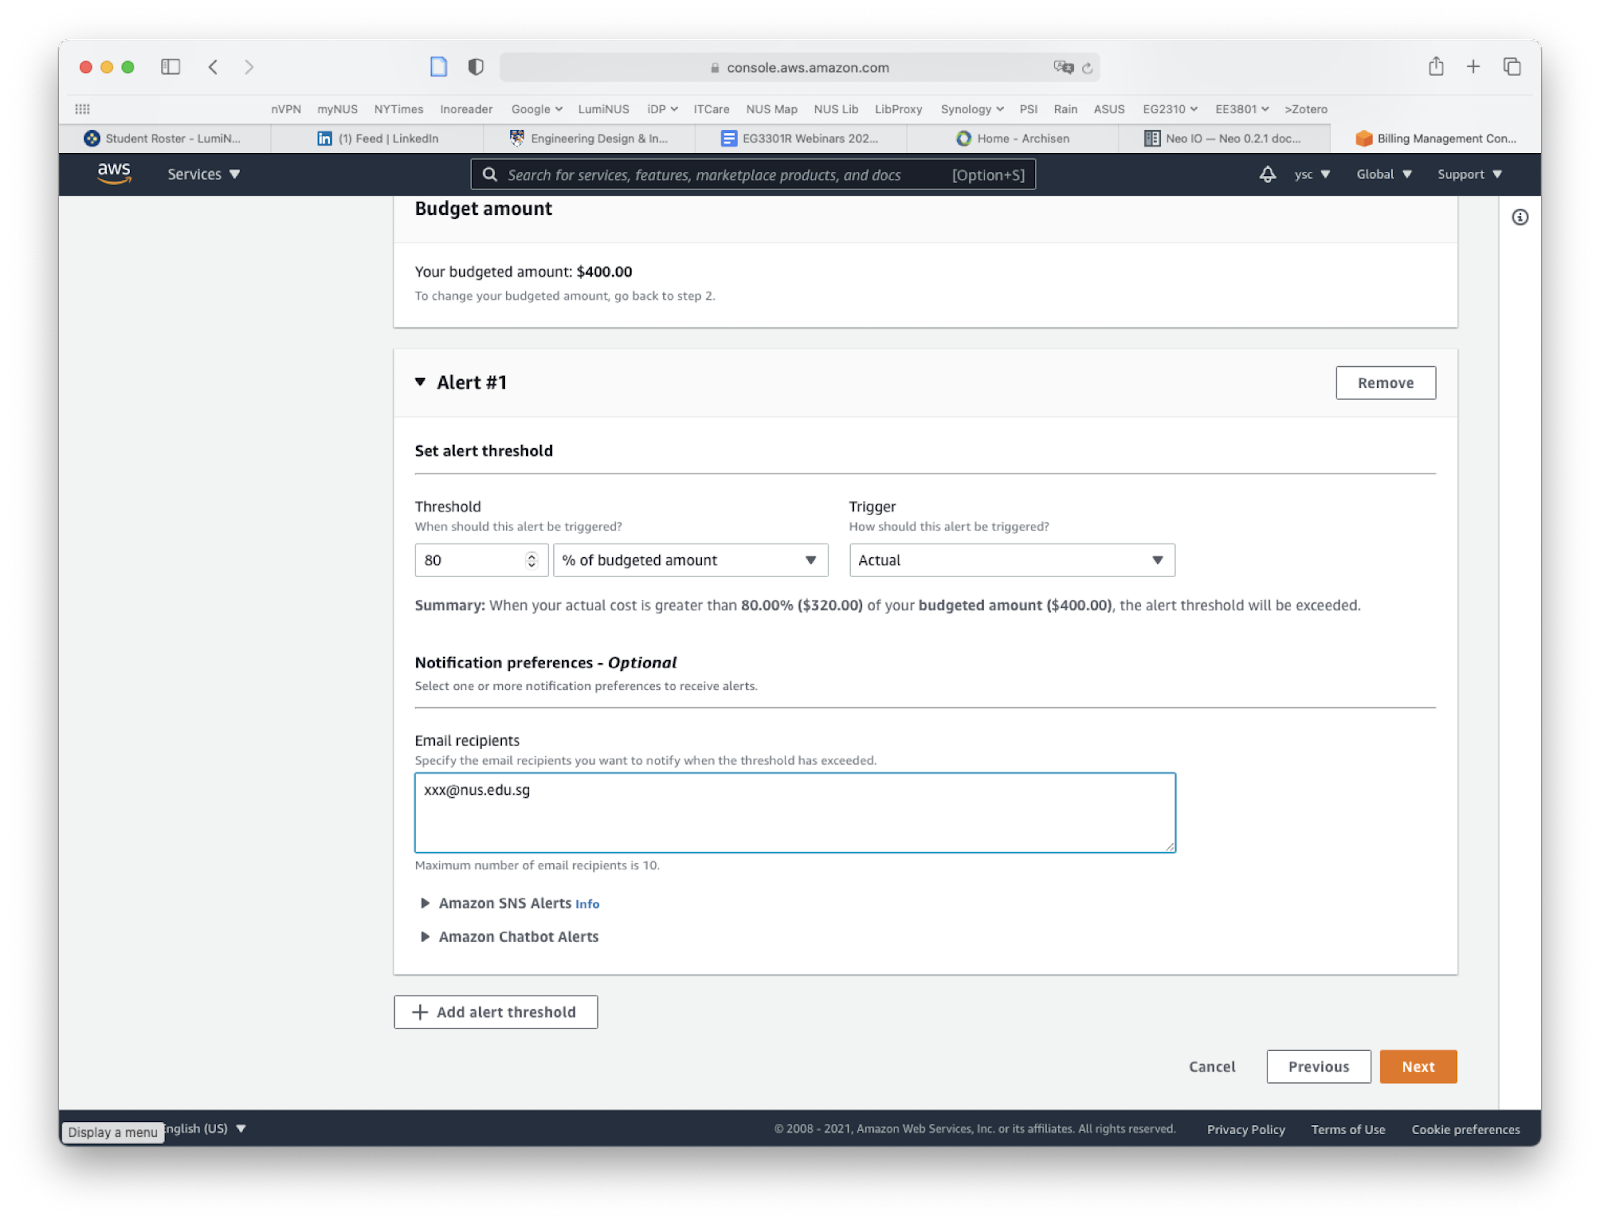 console.aws.amazon.com
nVPN myNUS NYTimes Inoreader Google LumiNUS iDP ITCare NUS Map NUS Lib LibProxy Synology PSI Rain ASUS EG2310 EE3801 >Zotero
Student Roster - LumiN... (1) Feed | LinkedIn Engineering Design & In... EG3301R Webinars 202... Home - Archisen Neo IO — Neo 0.2.1 doc... Billing Management Con...
aws Services Search for services, features, marketplace products, and docs [Option+S] ysc Global Support
Budget amount
Your budgeted amount: $400.00
To change your budgeted amount, go back to step 2.
Alert #1 Remove
Set alert threshold
Threshold Trigger
When should this alert be triggered? How should this alert be triggered?
80 % of budgeted amount Actual
Summary: When your actual cost is greater than 80.00% ($320.00) of your budgeted amount ($400.00), the alert threshold will be exceeded.
Notification preferences - Optional
Select one or more notification preferences to receive alerts.
Email recipients
Specify the email recipients you want to notify when the threshold has exceeded.
xxx@nus.edu.sg
Maximum number of email recipients is 10.
Amazon SNS Alerts Info
Amazon Chatbot Alerts
Add alert threshold
Cancel Previous Next
Display a menu nglish (US) © 2008 - 2021, Amazon Web Services, Inc. or its affiliates. All rights reserved. Privacy Policy Terms of Use Cookie preferences